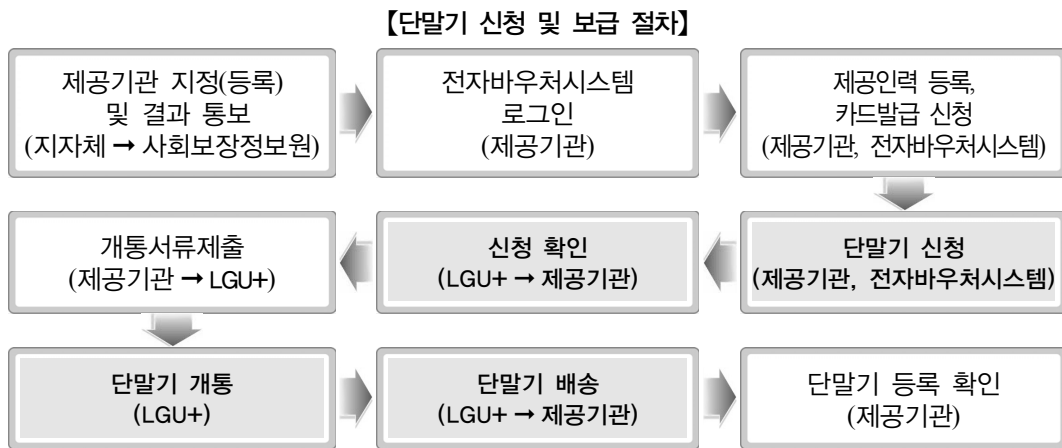 【단말기 신청 및 보급 절차】
제공기관 지정(등록)
및 결과 통보
(지자체 → 사회보장정보원)
전자바우처시스템
로그인
(제공기관)
제공인력 등록,
카드발급 신청
(제공기관, 전자바우처시스템)
단말기 신청
(제공기관, 전자바우처시스템)
신청 확인
(LGU+ → 제공기관)
개통서류제출
(제공기관 → LGU+)
단말기 개통
(LGU+)
단말기 배송
(LGU+ → 제공기관)
단말기 등록 확인
(제공기관)